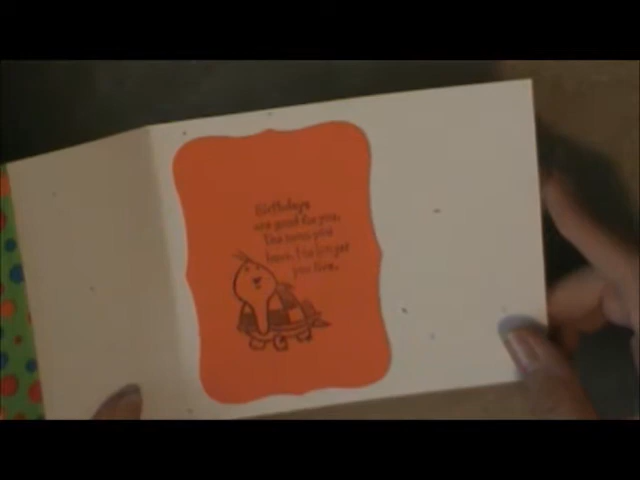 Birthdays
are good for you.
The more you
have, the longer
you live.